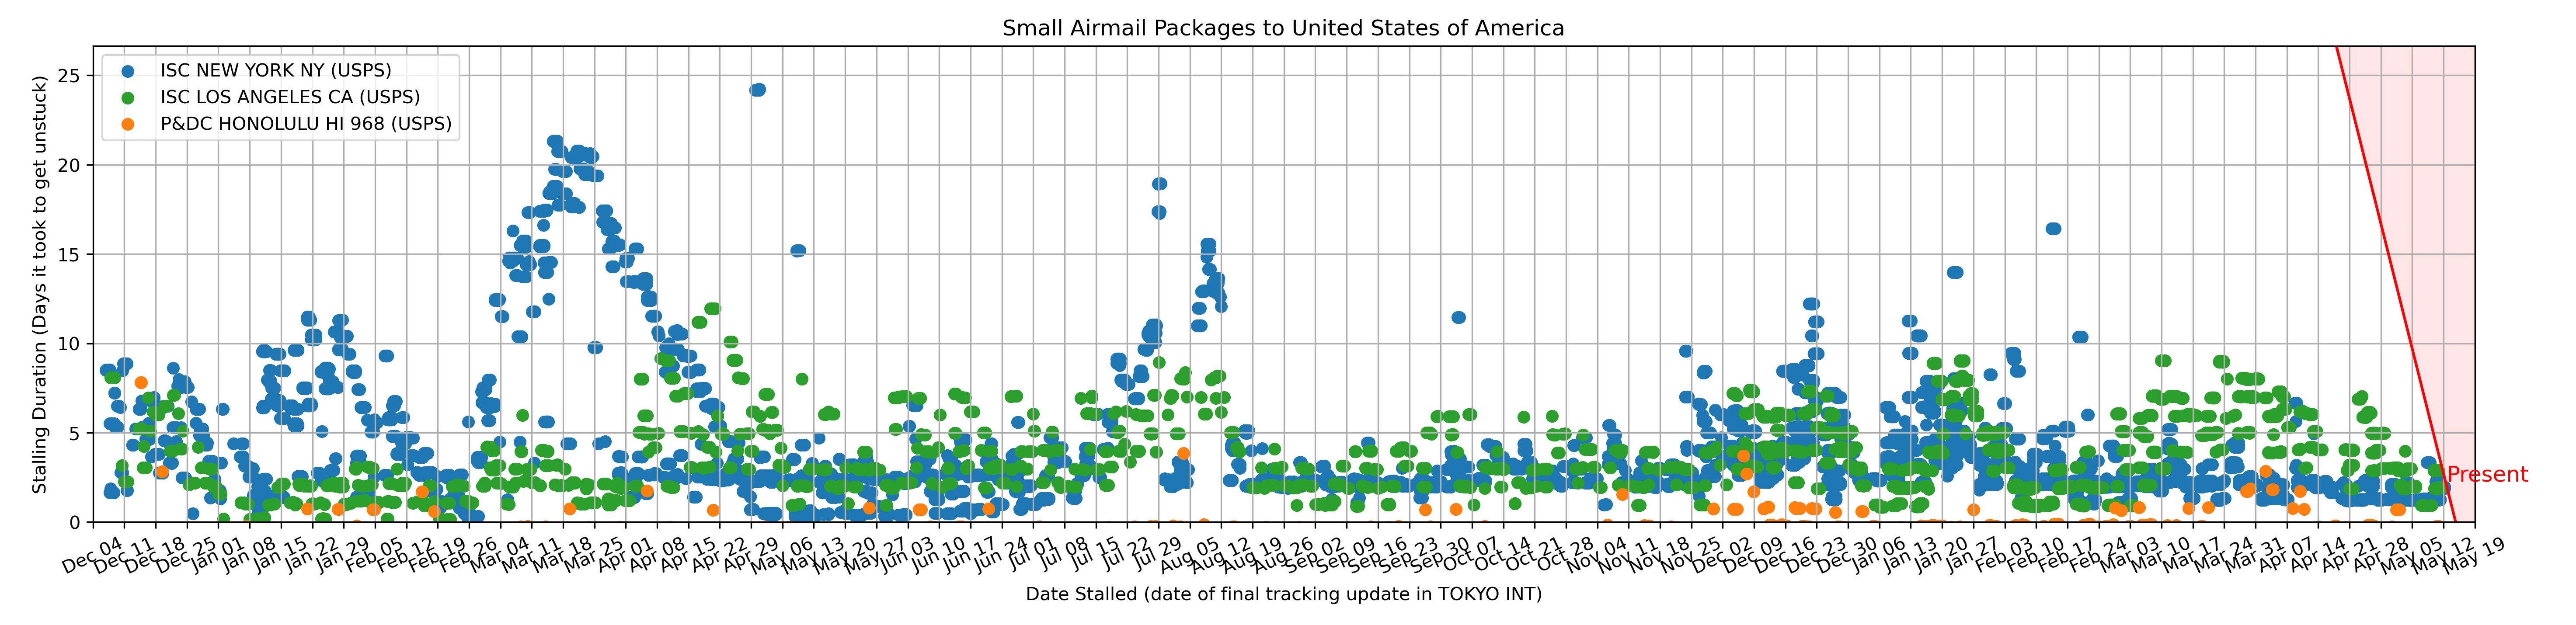 Small Airmail Packages to United States of America
ISC NEW YORK NY (USPS)
ISC LOS ANGELES CA (USPS)
P&DC HONOLULU HI 968 (USPS)
Stalling Duration (Days it took to get unstuck)
25
20
15
10
5
0
Present
Dec 04
Dec 11
Dec 18
Dec 25
Jan 01
Jan 08
Jan 15
Jan 22
Jan 29
Feb 05
Feb 12
Feb 19
Feb 26
Mar 04
Mar 11
Mar 18
Mar 25
Apr 01
Apr 08
Apr 15
Apr 22
Apr 29
May 06
May 13
May 20
May 27
Jun 03
Jun 10
Jun 17
Jun 24
Jul 01
Jul 08
Jul 15
Jul 22
Jul 29
Aug 05
Aug 12
Aug 19
Aug 26
Sep 02
Sep 09
Sep 16
Sep 23
Sep 30
Oct 07
Oct 14
Oct 21
Oct 28
Nov 04
Nov 11
Nov 18
Nov 25
Dec 02
Dec 09
Dec 16
Dec 23
Dec 30
Jan 06
Jan 13
Jan 20
Jan 27
Feb 03
Feb 10
Feb 17
Feb 24
Mar 03
Mar 10
Mar 17
Mar 24
Mar 31
Apr 07
Apr 14
Apr 21
Apr 28
May 05
May 12
May 19
Date Stalled (date of final tracking update in TOKYO INT)